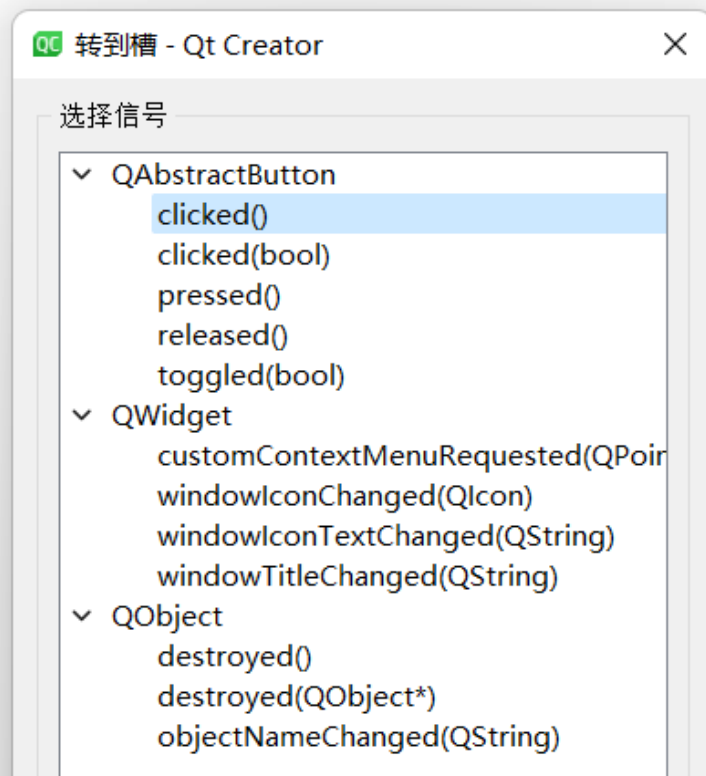 QC 转到槽 - Qt Creator
选择信号
QAbstractButton
clicked()
clicked(bool)
pressed()
released()
toggled(bool)
QWidget
customContextMenuRequested(QPoin
windowIconChanged(QIcon)
windowIconTextChanged(QString)
windowTitleChanged(QString)
QObject
destroyed()
destroyed(QObject*)
objectNameChanged(QString)